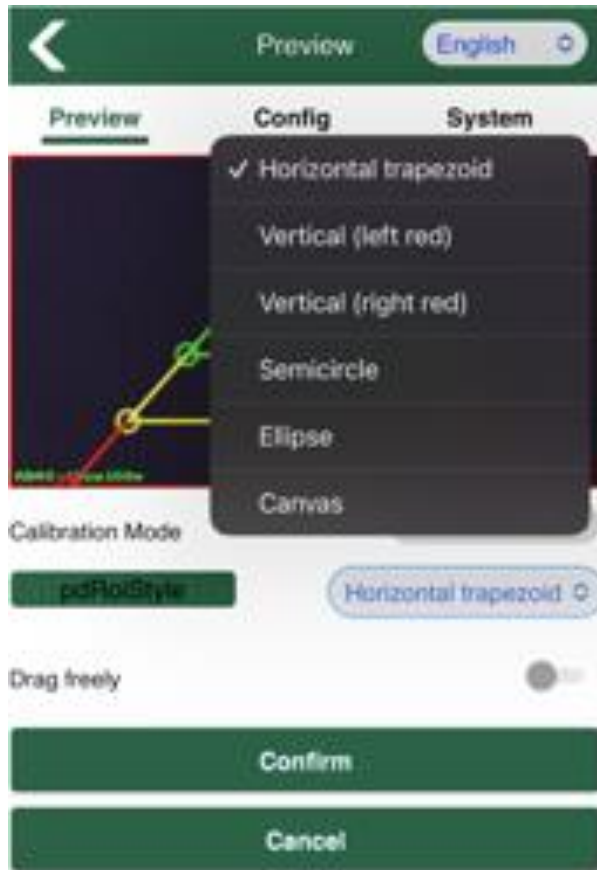 Preview English
Preview Config System
✓ Horizontal trapezoid
Vertical (left red)
Vertical (right red)
Semicircle
Ellipse
Canvas
Calibration Mode
pdRoiStyle Horizontal trapezoid
Drag freely
Confirm
Cancel